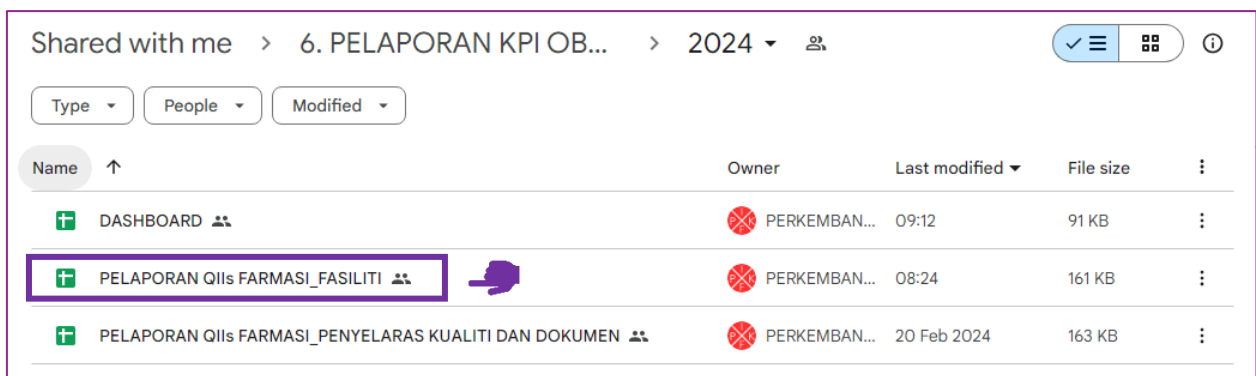 Shared with me > 6. PELAPORAN KPI OB... > 2024
Type People Modified
Name Owner Last modified File size
DASHBOARD PERKEMBAN... 09:12 91 KB
PELAPORAN QIIs FARMASI_FASILITI PERKEMBAN... 08:24 161 KB
PELAPORAN QIIs FARMASI_PENYELARAS KUALITI DAN DOKUMEN PERKEMBAN... 20 Feb 2024 163 KB